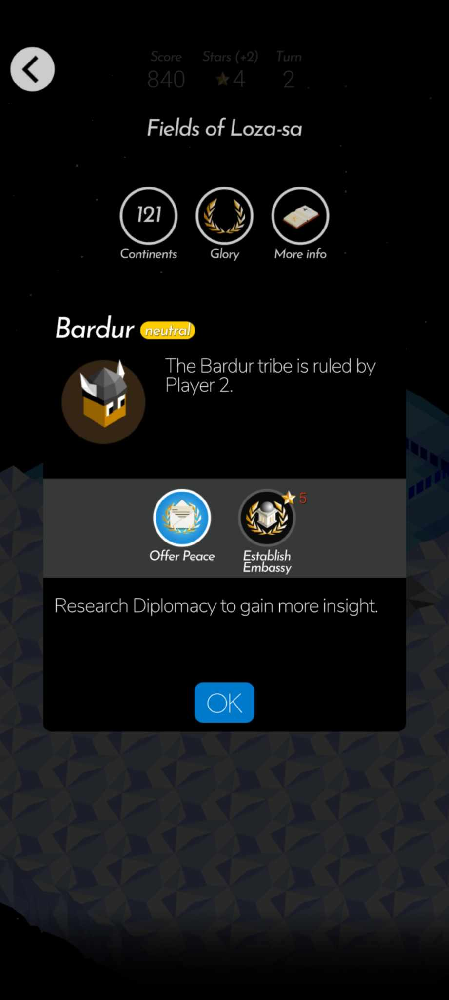 Score Stars (+2) Turn
840 4 2
Fields of Loza-sa
121
Continents Glory More info
Bardur neutral
The Bardur tribe is ruled by
Player 2.
5
Offer Peace Establish
Embassy
Research Diplomacy to gain more insight.
OK